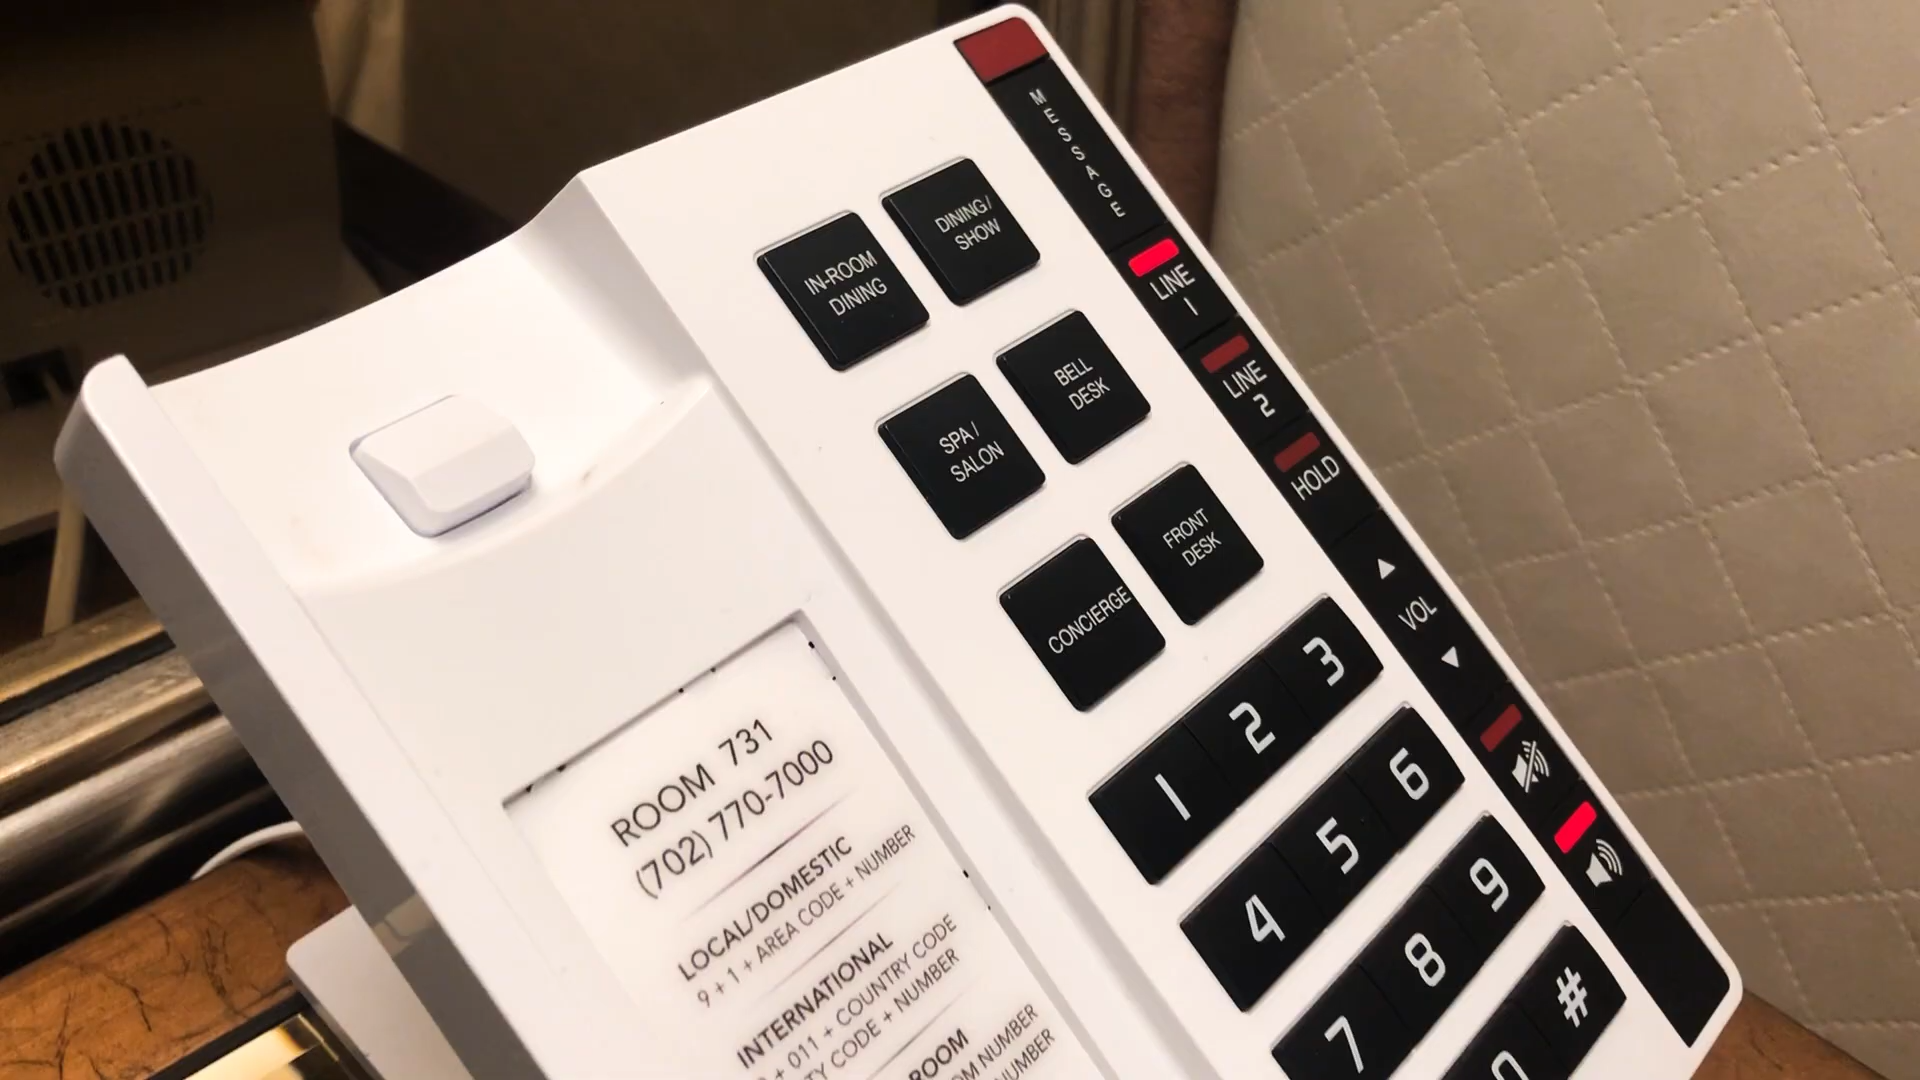 MESSAGE
DINING/
SHOW
IN-ROOM
DINING
LINE
1
BELL
DESK
LINE
2
SPA /
SALON
HOLD
FRONT
DESK
CONCIERGE
VOL
1 2 3
4 5 6
7 8 9
#
ROOM 731
(702) 770-7000
LOCAL/DOMESTIC
9 + 1 + AREA CODE + NUMBER
INTERNATIONAL
+ 011 + COUNTRY CODE
CODE + NUMBER
ROOM
NUMBER
NUMBER